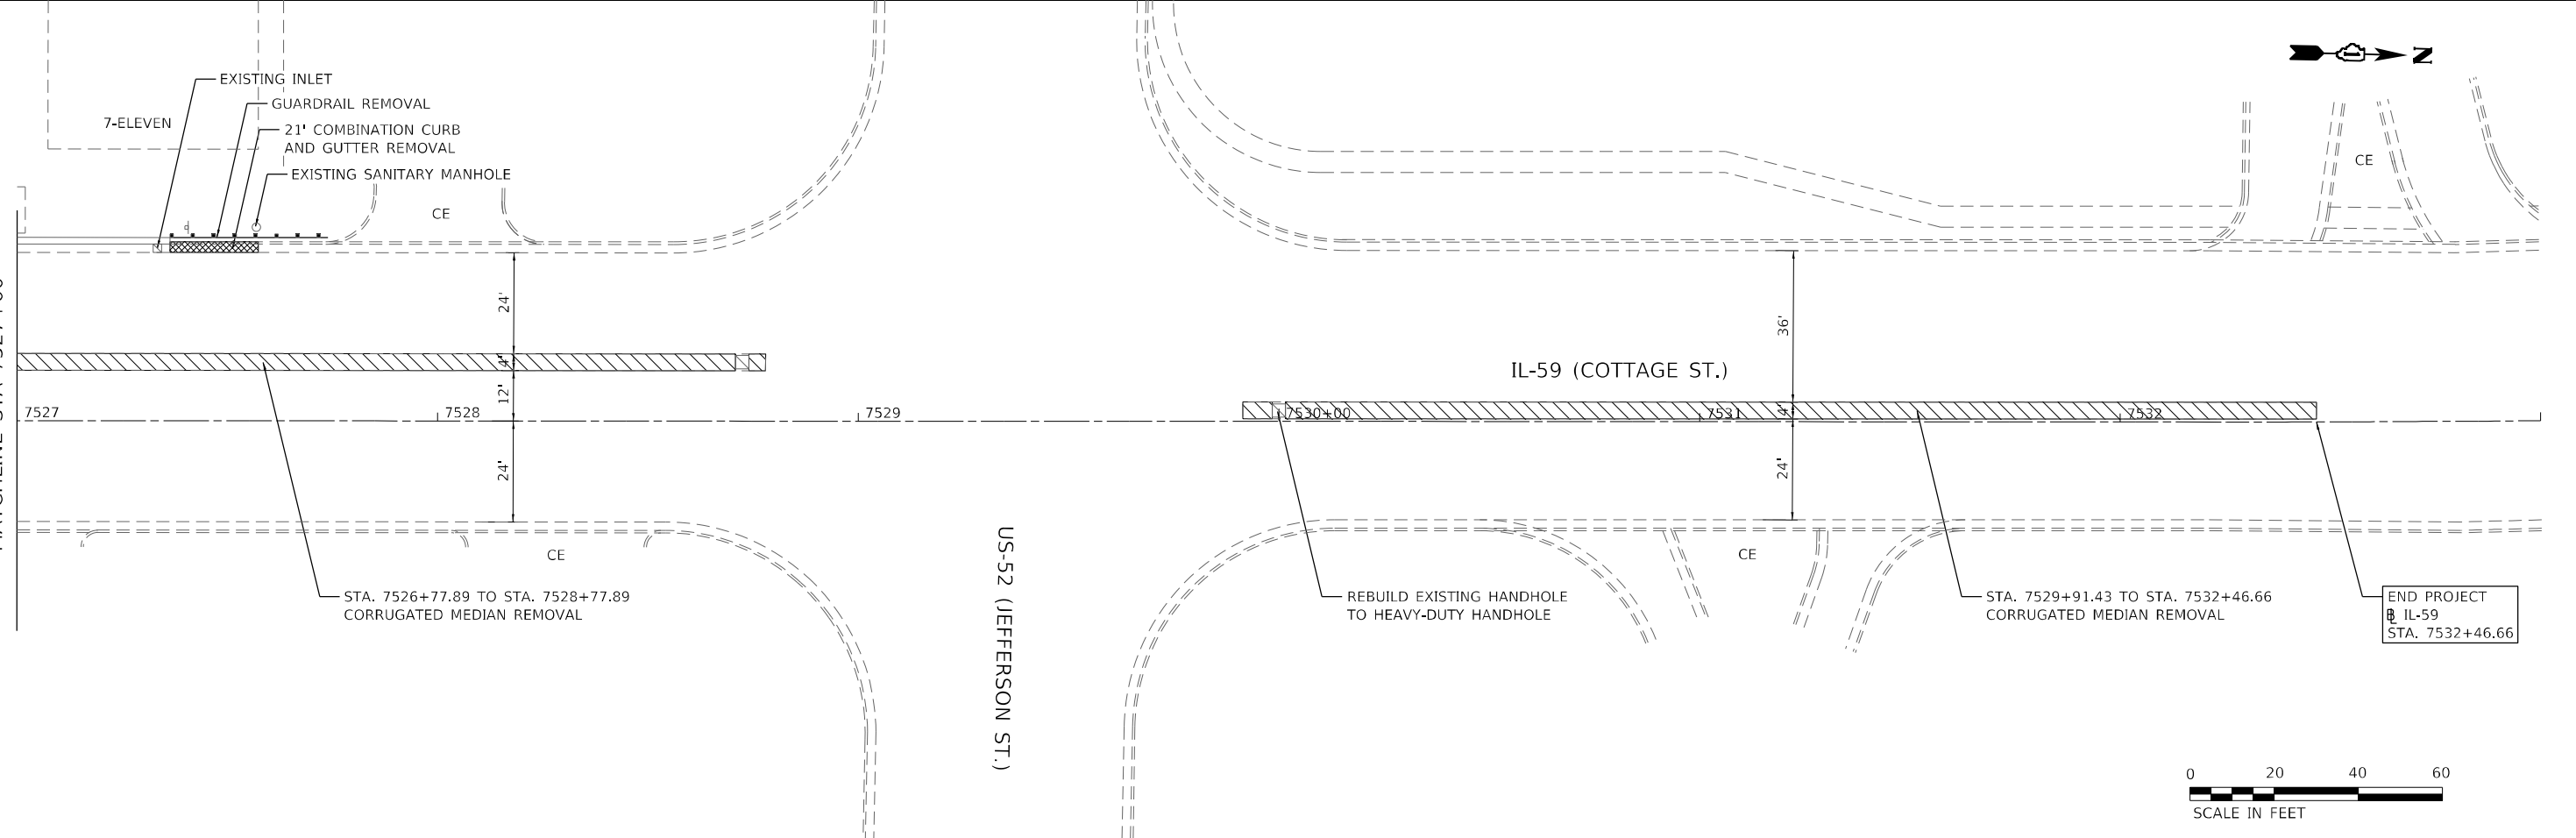 N
EXISTING INLET
GUARDRAIL REMOVAL
7-ELEVEN
21' COMBINATION CURB
AND GUTTER REMOVAL
EXISTING SANITARY MANHOLE
CE
CE
24'
4'
12'
24'
36'
4'
24'
IL-59 (COTTAGE ST.)
7527
7528
7529
7530+00
7531
7532
US-52 (JEFFERSON ST.)
CE
CE
STA. 7526+77.89 TO STA. 7528+77.89
CORRUGATED MEDIAN REMOVAL
REBUILD EXISTING HANDHOLE
TO HEAVY-DUTY HANDHOLE
STA. 7529+91.43 TO STA. 7532+46.66
CORRUGATED MEDIAN REMOVAL
END PROJECT
BL IL-59
STA. 7532+46.66
0 20 40 60
SCALE IN FEET